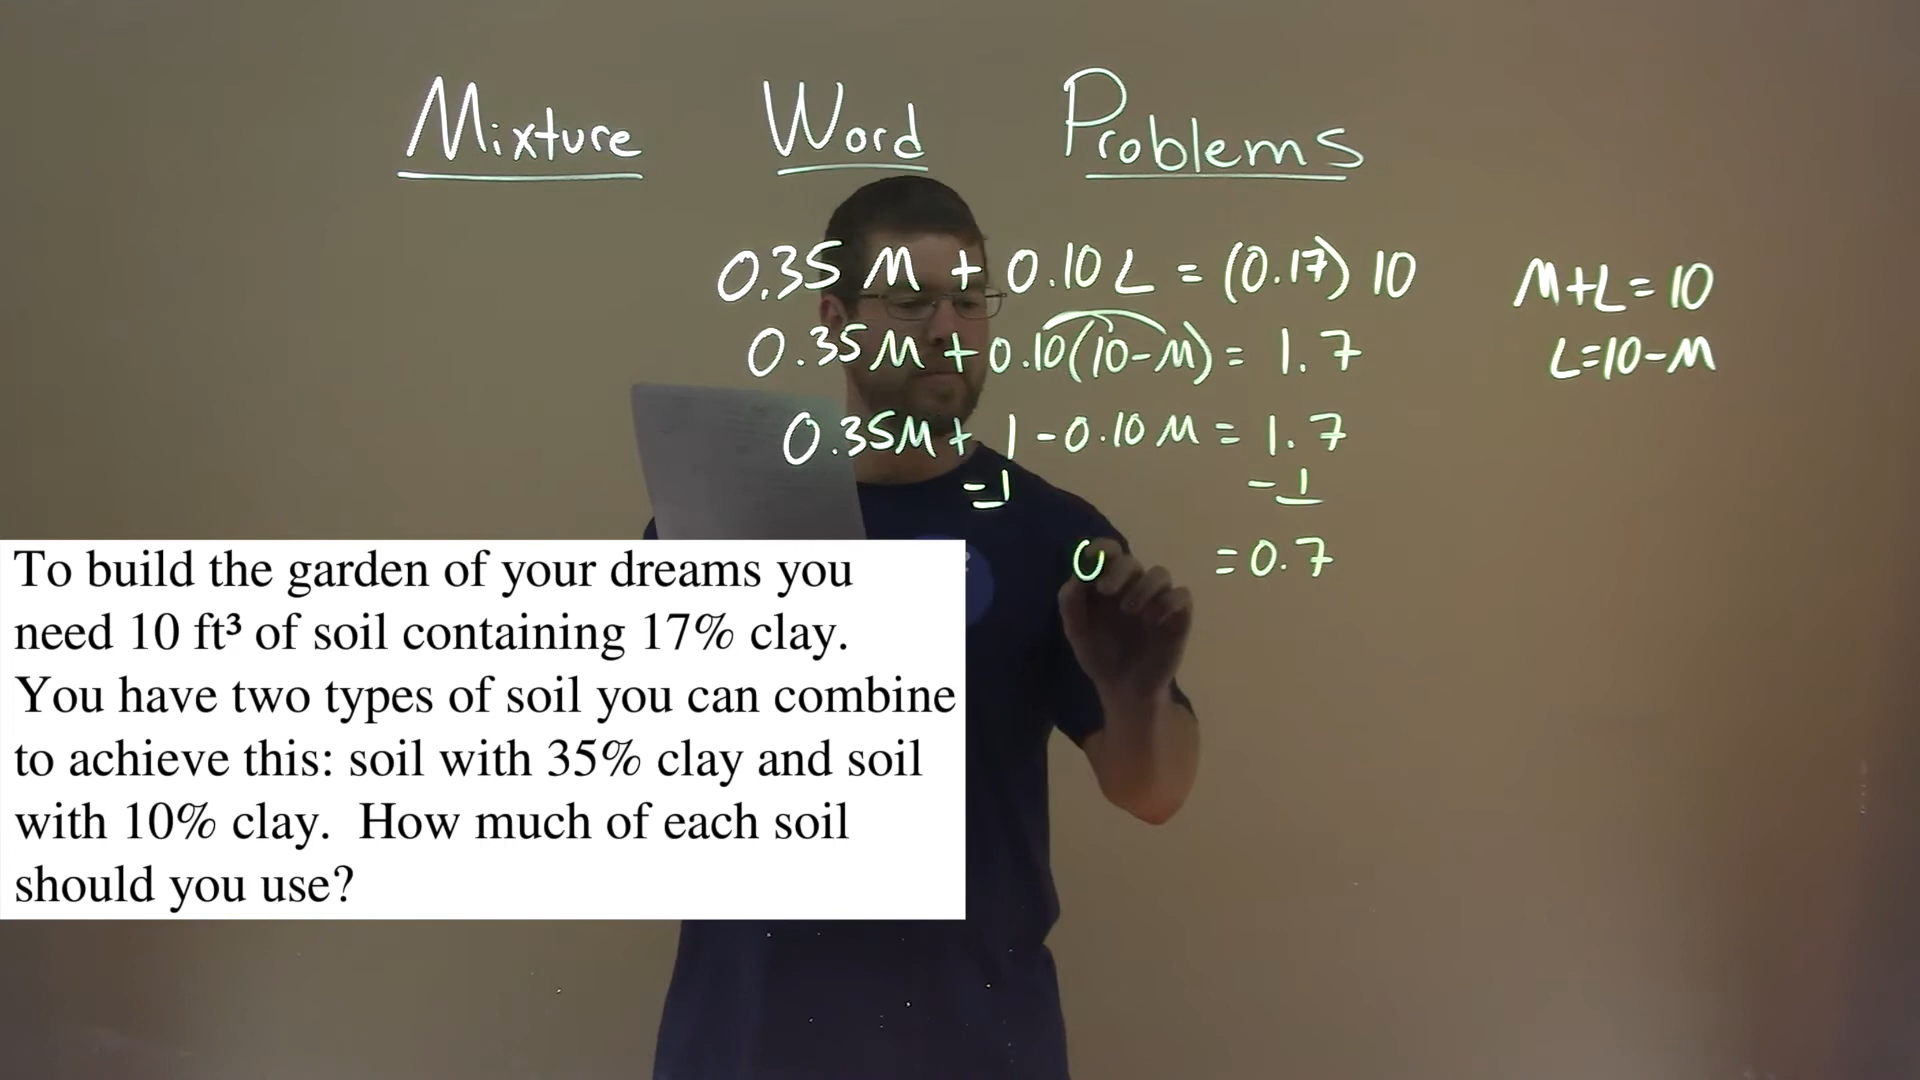 Mixture Word Problems
0.35 M + 0.10 L = (0.17) 10
M+L=10
0.35 M + 0.10(10-M) = 1.7
L=10-M
0.35M + 1 - 0.10 M = 1.7
-1 -1
0 = 0.7
To build the garden of your dreams you
need 10 ft³ of soil containing 17% clay.
You have two types of soil you can combine
to achieve this: soil with 35% clay and soil
with 10% clay. How much of each soil
should you use?